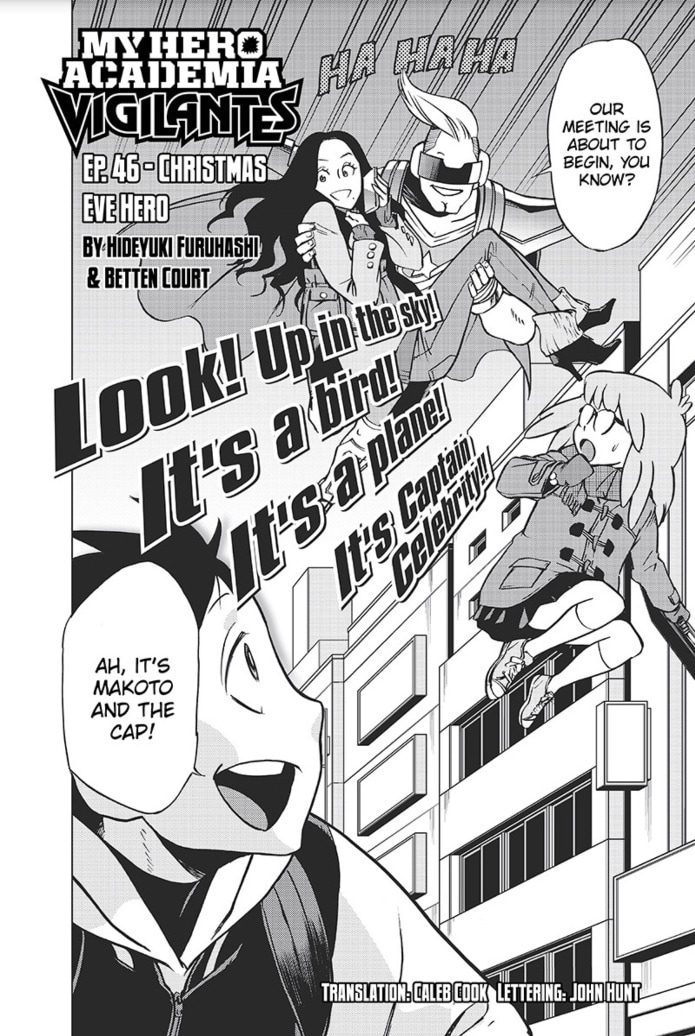 MY HERO
ACADEMIA
VIGILANTES
EP. 46 - CHRISTMAS
EVE HERO
BY HIDEYUKI FURUHASHI
& BETTEN COURT
HA HA HA
OUR
MEETING IS
ABOUT TO
BEGIN, YOU
KNOW?
Look! Up in the sky!
It's a bird!
It's a plane!
It's Captain
Celebrity!!
AH, IT'S
MAKOTO
AND THE
CAP!
TRANSLATION: CALEB COOK LETTERING: JOHN HUNT